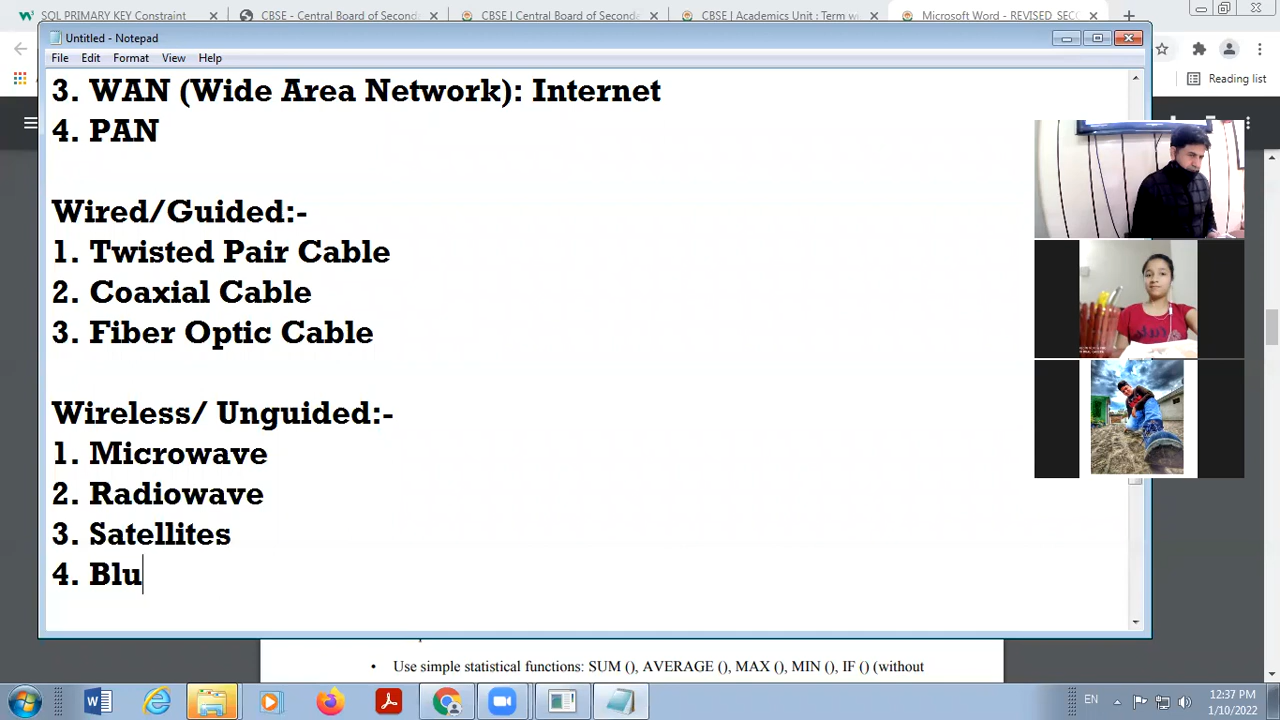 SQL PRIMARY KEY Constraint
CBSE - Central Board of Second
CBSE | Central Board of Seconda
CBSE | Academics Unit : Term w
Microsoft Word - REVISED_SEC
Untitled - Notepad
File Edit Format View Help
Reading list
3. WAN (Wide Area Network): Internet
4. PAN
Wired/Guided:-
1. Twisted Pair Cable
2. Coaxial Cable
3. Fiber Optic Cable
Wireless/ Unguided:-
1. Microwave
2. Radiowave
3. Satellites
4. Blu
• Use simple statistical functions: SUM (), AVERAGE (), MAX (), MIN (), IF () (without
EN
12:37 PM
1/10/2022